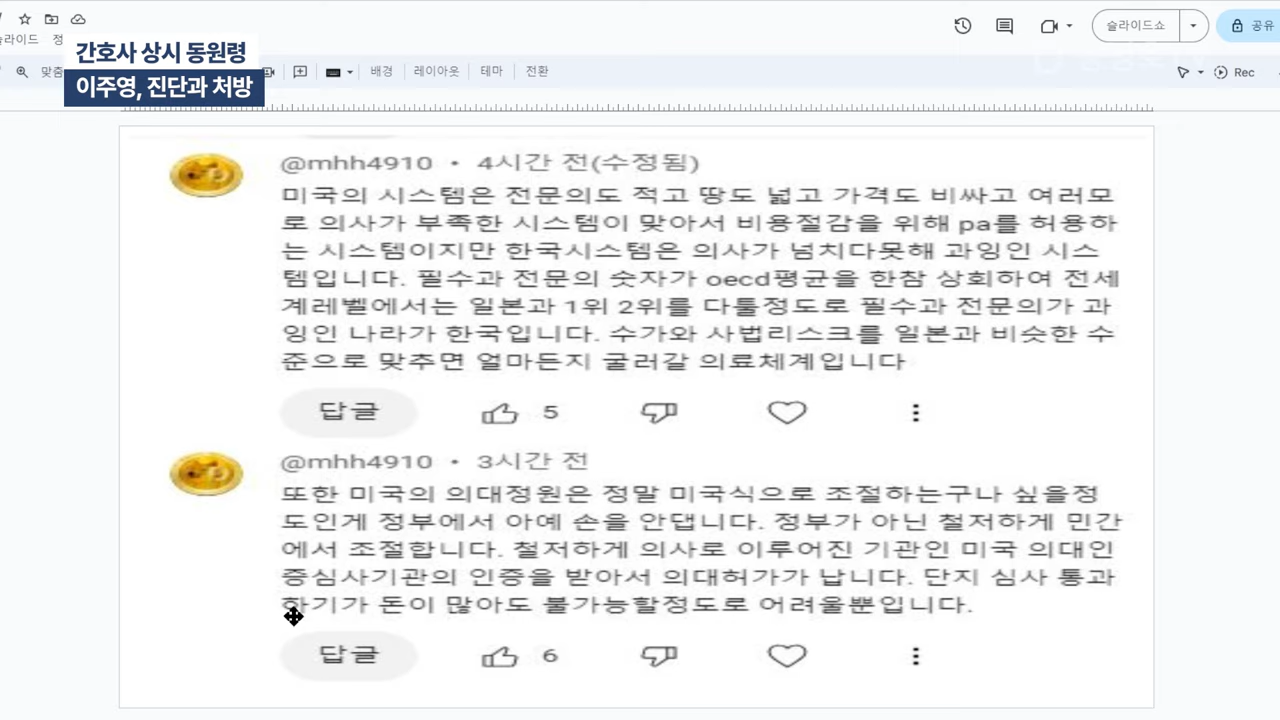 슬라이드쇼
공유
간호사 상시 동원령
이주영, 진단과 처방
배경
레이아웃
테마
전환
Rec
@mhh4910 • 4시간 전(수정됨)
미국의 시스템은 전문의도 적고 땅도 넓고 가격도 비싸고 여러모
로 의사가 부족한 시스템이 맞아서 비용절감을 위해 pa를 허용하
는 시스템이지만 한국시스템은 의사가 넘치다못해 과잉인 시스
템입니다. 필수과 전문의 숫자가 oecd평균을 한참 상회하여 전세
계레벨에서는 일본과 1위 2위를 다툴정도로 필수과 전문의가 과
잉인 나라가 한국입니다. 수가와 사법리스크를 일본과 비슷한 수
준으로 맞추면 얼마든지 굴러갈 의료체계입니다
답글 5
@mhh4910 • 3시간 전
또한 미국의 의대정원은 정말 미국식으로 조절하는구나 싶을정
도인게 정부에서 아예 손을 안댑니다. 정부가 아닌 철저하게 민간
에서 조절합니다. 철저하게 의사로 이루어진 기관인 미국 의대인
증심사기관의 인증을 받아서 의대허가가 납니다. 단지 심사 통과
하기가 돈이 많아도 불가능할정도로 어려울뿐입니다.
답글 6